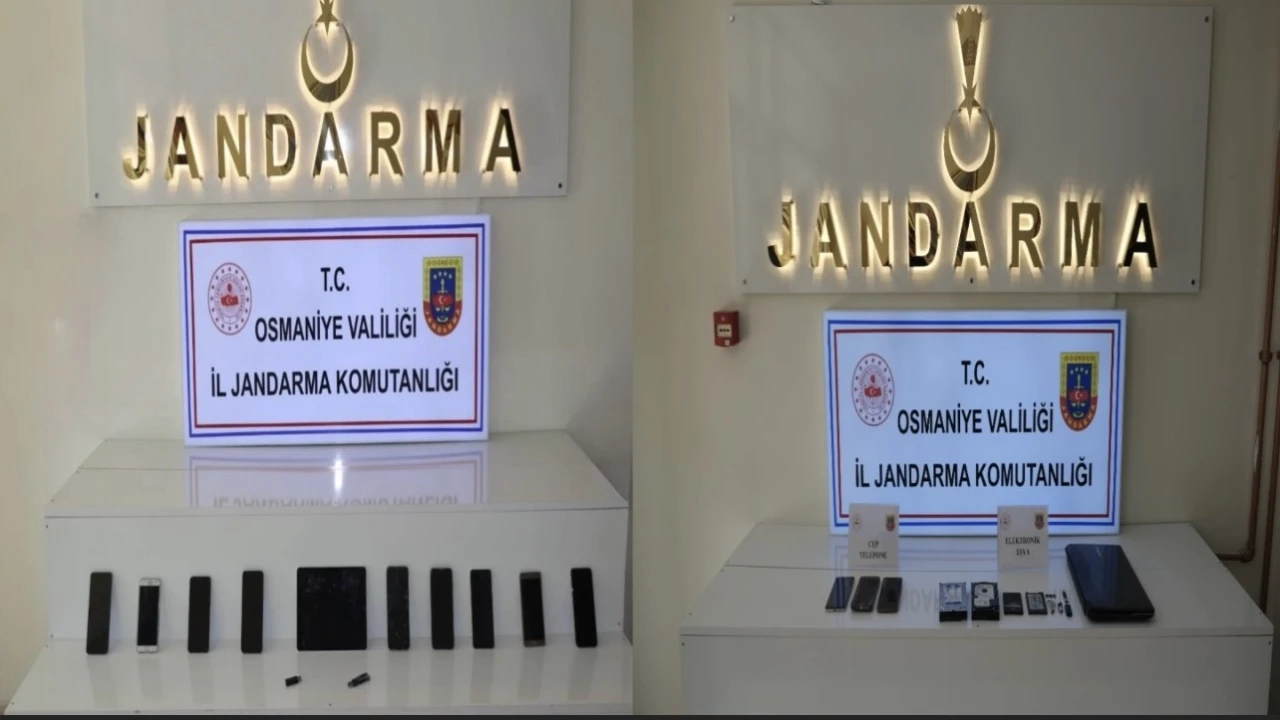 JANDARMA
T.C.
OSMANİYE VALİLİĞİ
İL JANDARMA KOMUTANLIĞI
JANDARMA
T.C.
OSMANİYE VALİLİĞİ
İL JANDARMA KOMUTANLIĞI
CEP
TELEFONU
ELEKTRONİK
EŞYA